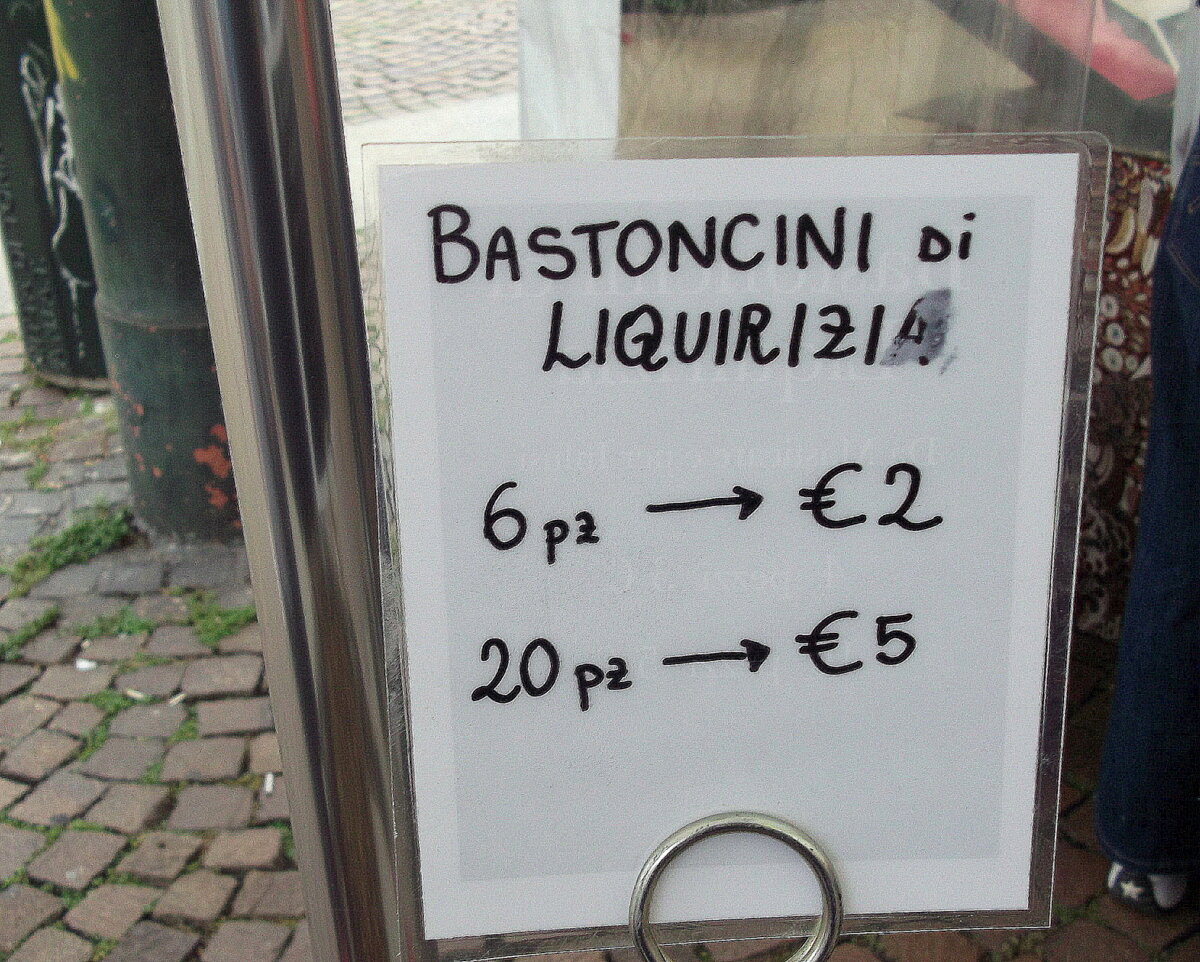 BASTONCINI Di
LIQUIRIZIA
6 pz → €2
20 pz → €5